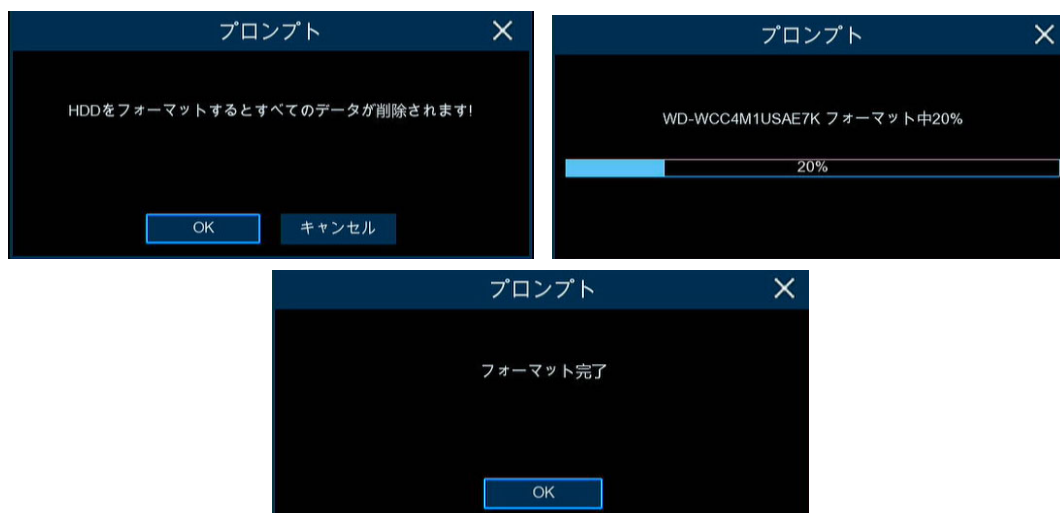 プロンプト
HDDをフォーマットするとすべてのデータが削除されます!
OK
キャンセル
プロンプト
WD-WCC4M1USAE7K フォーマット中20%
20%
プロンプト
フォーマット完了
OK